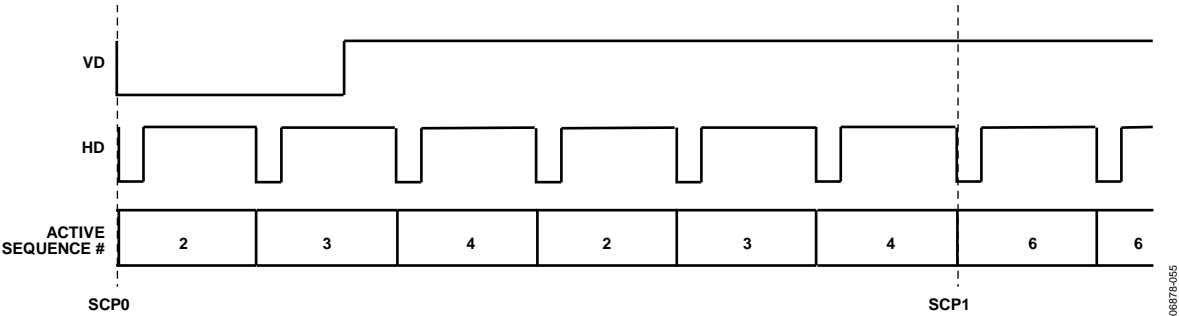 VD
HD
ACTIVE
SEQUENCE #
2 3 4 2 3 4 6 6
SCP0 SCP1
06878-055